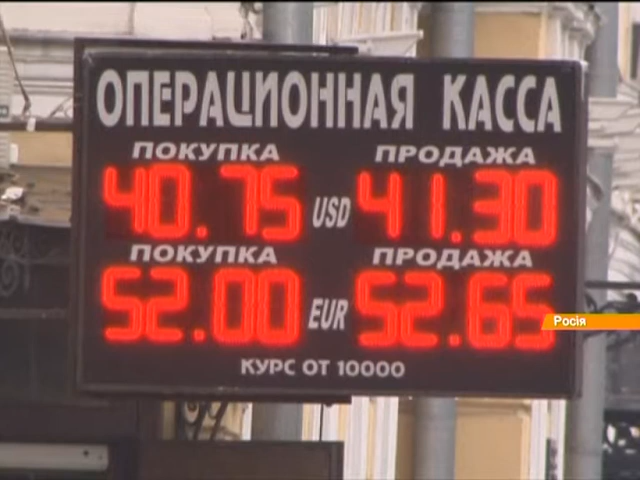 ОПЕРАЦИОННАЯ КАССА
ПОКУПКА ПРОДАЖА
40.75 USD 41.30
ПОКУПКА ПРОДАЖА
52.00 EUR 52.65
Росія
КУРС ОТ 10000